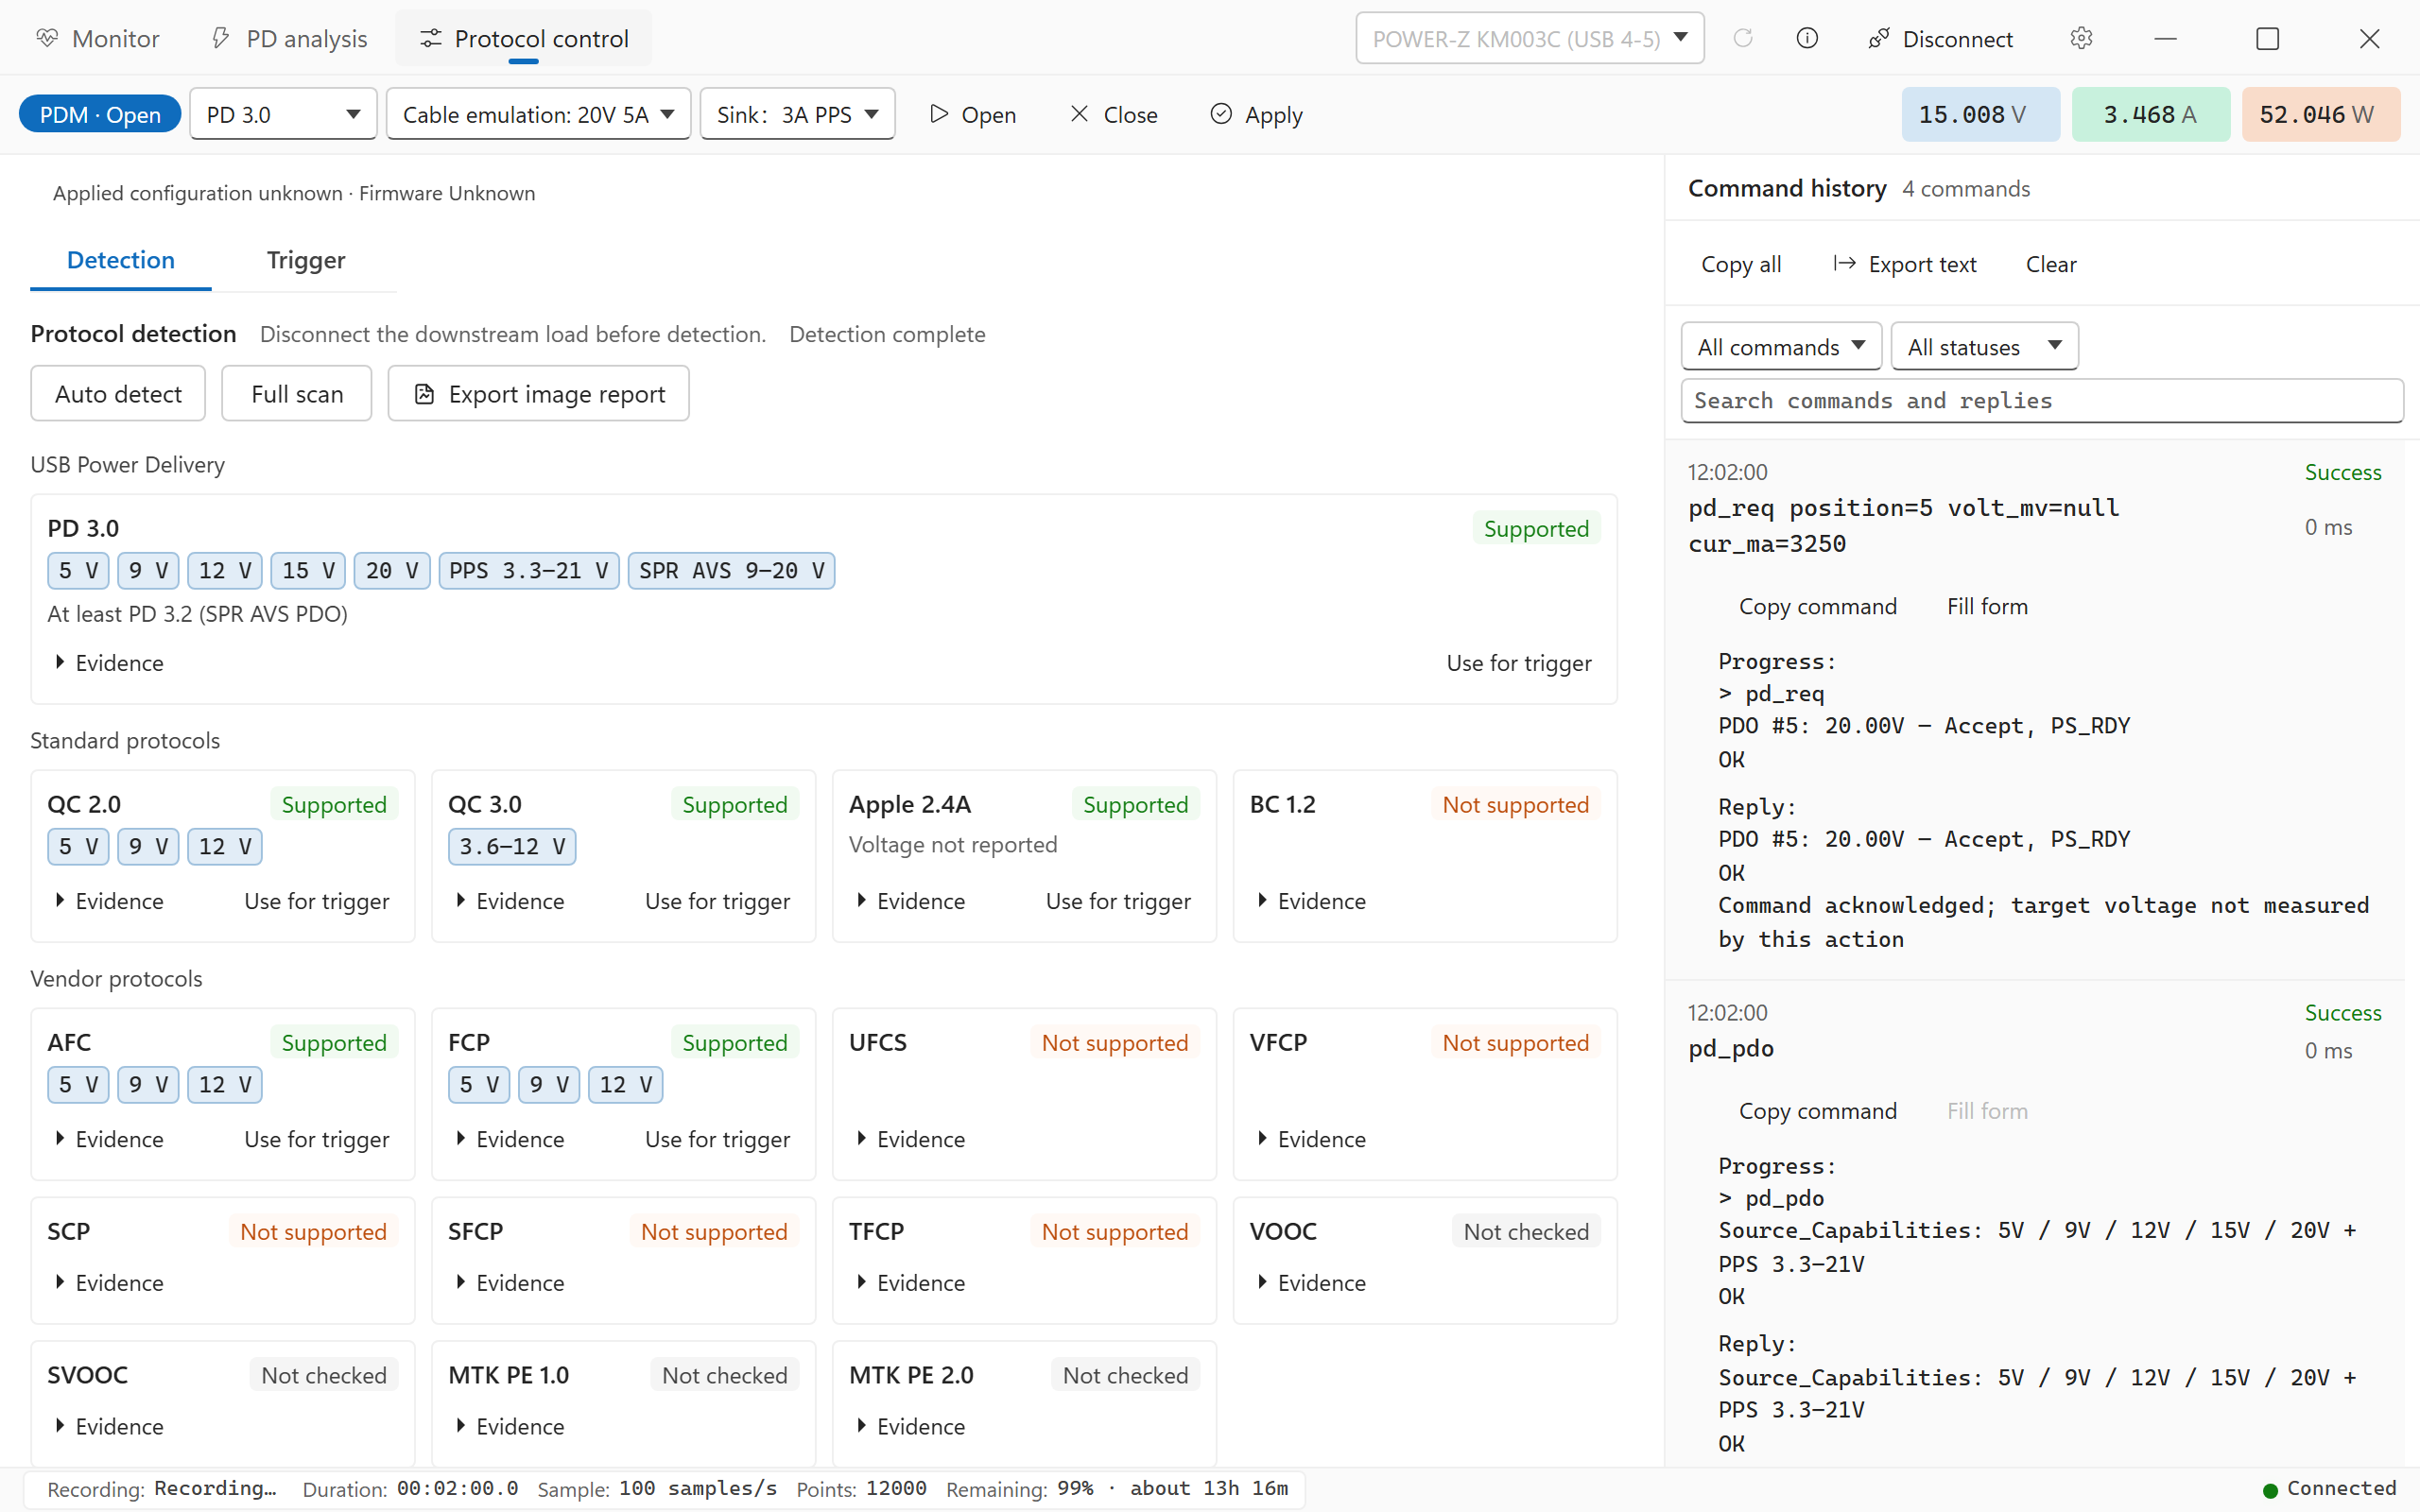 Monitor
PD analysis
Protocol control
POWER-Z KM003C (USB 4-5)
Disconnect
PDM · Open
PD 3.0
Cable emulation: 20V 5A
Sink: 3A PPS
Open
Close
Apply
15.008 V
3.468 A
52.046 W
Applied configuration unknown · Firmware Unknown
Detection
Trigger
Protocol detection Disconnect the downstream load before detection. Detection complete
Auto detect
Full scan
Export image report
USB Power Delivery
PD 3.0 Supported
5 V 9 V 12 V 15 V 20 V PPS 3.3–21 V SPR AVS 9–20 V
At least PD 3.2 (SPR AVS PDO)
Evidence Use for trigger
Standard protocols
QC 2.0 Supported
5 V 9 V 12 V
Evidence Use for trigger
QC 3.0 Supported
3.6–12 V
Evidence Use for trigger
Apple 2.4A Supported
Voltage not reported
Evidence Use for trigger
BC 1.2 Not supported
Evidence
Vendor protocols
AFC Supported
5 V 9 V 12 V
Evidence Use for trigger
FCP Supported
5 V 9 V 12 V
Evidence Use for trigger
UFCS Not supported
Evidence
VFCP Not supported
Evidence
SCP Not supported
Evidence
SFCP Not supported
Evidence
TFCP Not supported
Evidence
VOOC Not checked
Evidence
SVOOC Not checked
Evidence
MTK PE 1.0 Not checked
Evidence
MTK PE 2.0 Not checked
Evidence
Command history 4 commands
Copy all
Export text
Clear
All commands
All statuses
Search commands and replies
12:02:00 Success
pd_req position=5 volt_mv=null
cur_ma=3250
0 ms
Copy command Fill form
Progress:
> pd_req
PDO #5: 20.00V — Accept, PS_RDY
OK
Reply:
PDO #5: 20.00V — Accept, PS_RDY
OK
Command acknowledged; target voltage not measured
by this action
12:02:00 Success
pd_pdo
0 ms
Copy command Fill form
Progress:
> pd_pdo
Source_Capabilities: 5V / 9V / 12V / 15V / 20V +
PPS 3.3–21V
OK
Reply:
Source_Capabilities: 5V / 9V / 12V / 15V / 20V +
PPS 3.3–21V
OK
Recording: Recording… Duration: 00:02:00.0 Sample: 100 samples/s Points: 12000 Remaining: 99% · about 13h 16m
Connected